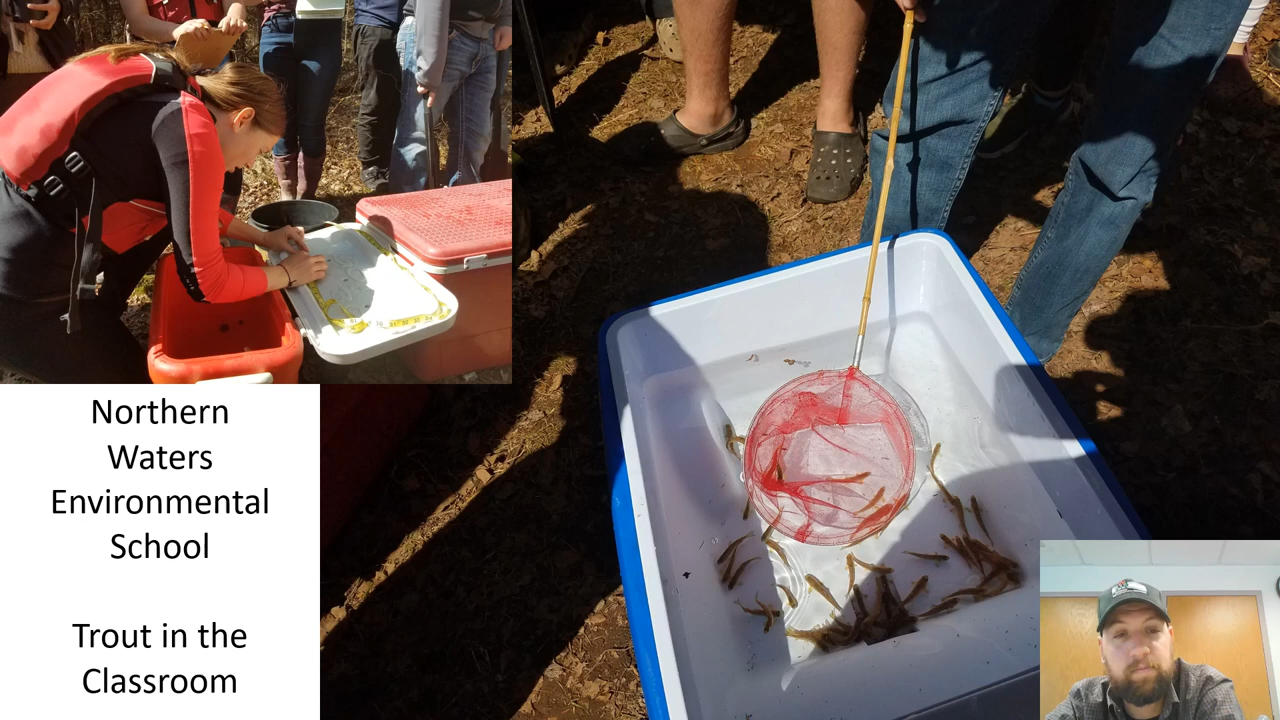 Northern
Waters
Environmental
School
Trout in the
Classroom